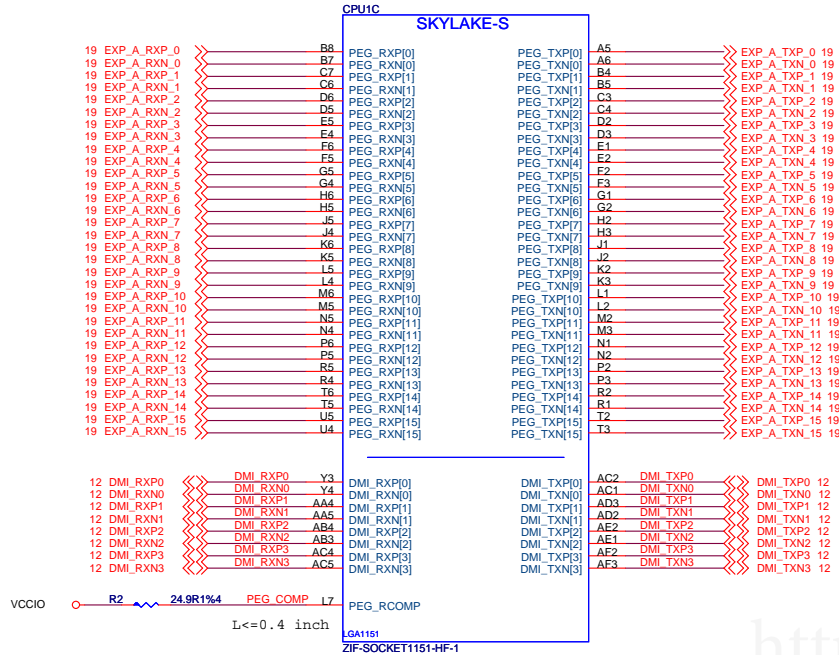 CPU1C
SKYLAKE-S
19 EXP_A_RXP_0 B8 PEG_RXP[0] PEG_TXP[0] A5 EXP_A_TXP_0 19
19 EXP_A_RXN_0 B7 PEG_RXN[0] PEG_TXN[0] A6 EXP_A_TXN_0 19
19 EXP_A_RXP_1 C7 PEG_RXP[1] PEG_TXP[1] B4 EXP_A_TXP_1 19
19 EXP_A_RXN_1 C6 PEG_RXN[1] PEG_TXN[1] B5 EXP_A_TXN_1 19
19 EXP_A_RXP_2 D6 PEG_RXP[2] PEG_TXP[2] C3 EXP_A_TXP_2 19
19 EXP_A_RXN_2 D5 PEG_RXN[2] PEG_TXN[2] C4 EXP_A_TXN_2 19
19 EXP_A_RXP_3 E5 PEG_RXP[3] PEG_TXP[3] D2 EXP_A_TXP_3 19
19 EXP_A_RXN_3 E4 PEG_RXN[3] PEG_TXN[3] D3 EXP_A_TXN_3 19
19 EXP_A_RXP_4 F6 PEG_RXP[4] PEG_TXP[4] E1 EXP_A_TXP_4 19
19 EXP_A_RXN_4 F5 PEG_RXN[4] PEG_TXN[4] E2 EXP_A_TXN_4 19
19 EXP_A_RXP_5 G5 PEG_RXP[5] PEG_TXP[5] F2 EXP_A_TXP_5 19
19 EXP_A_RXN_5 G4 PEG_RXN[5] PEG_TXN[5] F3 EXP_A_TXN_5 19
19 EXP_A_RXP_6 H6 PEG_RXP[6] PEG_TXP[6] G1 EXP_A_TXP_6 19
19 EXP_A_RXN_6 H5 PEG_RXN[6] PEG_TXN[6] G2 EXP_A_TXN_6 19
19 EXP_A_RXP_7 J5 PEG_RXP[7] PEG_TXP[7] H2 EXP_A_TXP_7 19
19 EXP_A_RXN_7 J4 PEG_RXN[7] PEG_TXN[7] H3 EXP_A_TXN_7 19
19 EXP_A_RXP_8 K6 PEG_RXP[8] PEG_TXP[8] J1 EXP_A_TXP_8 19
19 EXP_A_RXN_8 K5 PEG_RXN[8] PEG_TXN[8] J2 EXP_A_TXN_8 19
19 EXP_A_RXP_9 L5 PEG_RXP[9] PEG_TXP[9] K2 EXP_A_TXP_9 19
19 EXP_A_RXN_9 L4 PEG_RXN[9] PEG_TXN[9] K3 EXP_A_TXN_9 19
19 EXP_A_RXP_10 M6 PEG_RXP[10] PEG_TXP[10] L1 EXP_A_TXP_10 19
19 EXP_A_RXN_10 M5 PEG_RXN[10] PEG_TXN[10] L2 EXP_A_TXN_10 19
19 EXP_A_RXP_11 N5 PEG_RXP[11] PEG_TXP[11] M2 EXP_A_TXP_11 19
19 EXP_A_RXN_11 N4 PEG_RXN[11] PEG_TXN[11] M3 EXP_A_TXN_11 19
19 EXP_A_RXP_12 P6 PEG_RXP[12] PEG_TXP[12] N1 EXP_A_TXP_12 19
19 EXP_A_RXN_12 P5 PEG_RXN[12] PEG_TXN[12] N2 EXP_A_TXN_12 19
19 EXP_A_RXP_13 R5 PEG_RXP[13] PEG_TXP[13] P2 EXP_A_TXP_13 19
19 EXP_A_RXN_13 R4 PEG_RXN[13] PEG_TXN[13] P3 EXP_A_TXN_13 19
19 EXP_A_RXP_14 T6 PEG_RXP[14] PEG_TXP[14] R2 EXP_A_TXP_14 19
19 EXP_A_RXN_14 T5 PEG_RXN[14] PEG_TXN[14] R1 EXP_A_TXN_14 19
19 EXP_A_RXP_15 U5 PEG_RXP[15] PEG_TXP[15] T2 EXP_A_TXP_15 19
19 EXP_A_RXN_15 U4 PEG_RXN[15] PEG_TXN[15] T3 EXP_A_TXN_15 19
12 DMI_RXP0 DMI_RXP0 Y3 DMI_RXP[0] DMI_TXP[0] AC2 DMI_TXP0 DMI_TXP0 12
12 DMI_RXN0 DMI_RXN0 Y4 DMI_RXN[0] DMI_TXN[0] AC1 DMI_TXN0 DMI_TXN0 12
12 DMI_RXP1 DMI_RXP1 AA4 DMI_RXP[1] DMI_TXP[1] AD3 DMI_TXP1 DMI_TXP1 12
12 DMI_RXN1 DMI_RXN1 AA5 DMI_RXN[1] DMI_TXN[1] AD2 DMI_TXN1 DMI_TXN1 12
12 DMI_RXP2 DMI_RXP2 AB4 DMI_RXP[2] DMI_TXP[2] AE2 DMI_TXP2 DMI_TXP2 12
12 DMI_RXN2 DMI_RXN2 AB3 DMI_RXN[2] DMI_TXN[2] AE1 DMI_TXN2 DMI_TXN2 12
12 DMI_RXP3 DMI_RXP3 AC4 DMI_RXP[3] DMI_TXP[3] AF2 DMI_TXP3 DMI_TXP3 12
12 DMI_RXN3 DMI_RXN3 AC5 DMI_RXN[3] DMI_TXN[3] AF3 DMI_TXN3 DMI_TXN3 12
VCCIO R2 24.9R1%4 PEG_COMP L7 PEG_RCOMP
L<=0.4 inch
LGA1151
ZIF-SOCKET1151-HF-1
http